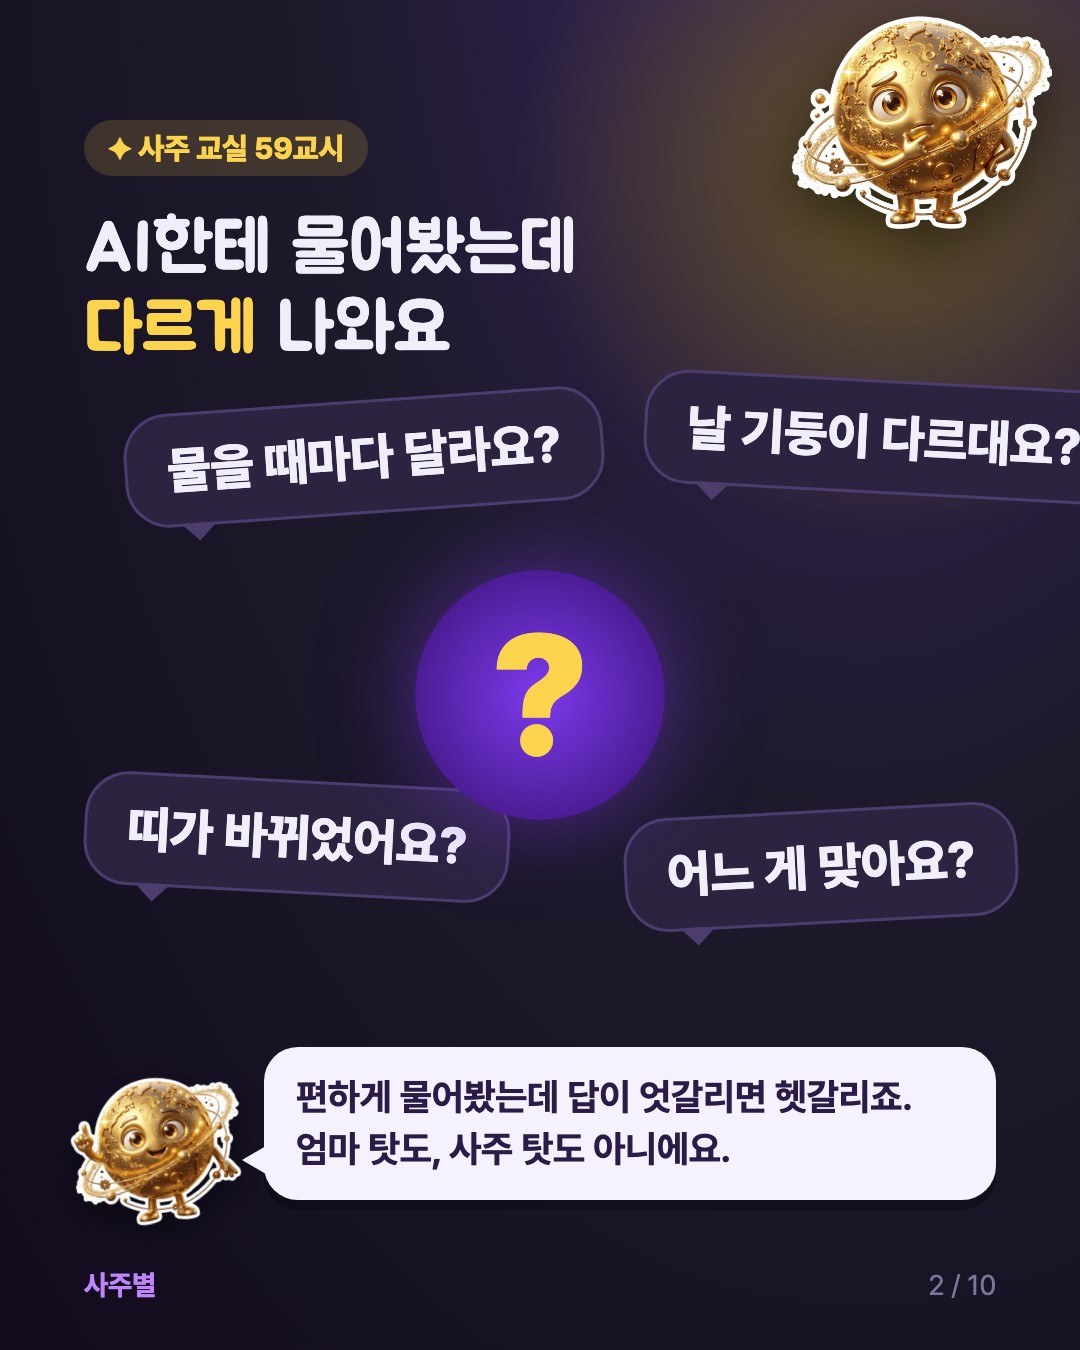 ✦ 사주 교실 59교시
AI한테 물어봤는데
다르게 나와요
물을 때마다 달라요?
날 기둥이 다르대요?
?
띠가 바뀌었어요?
어느 게 맞아요?
편하게 물어봤는데 답이 엇갈리면 헷갈리죠.
엄마 탓도, 사주 탓도 아니에요.
사주별
2 / 10